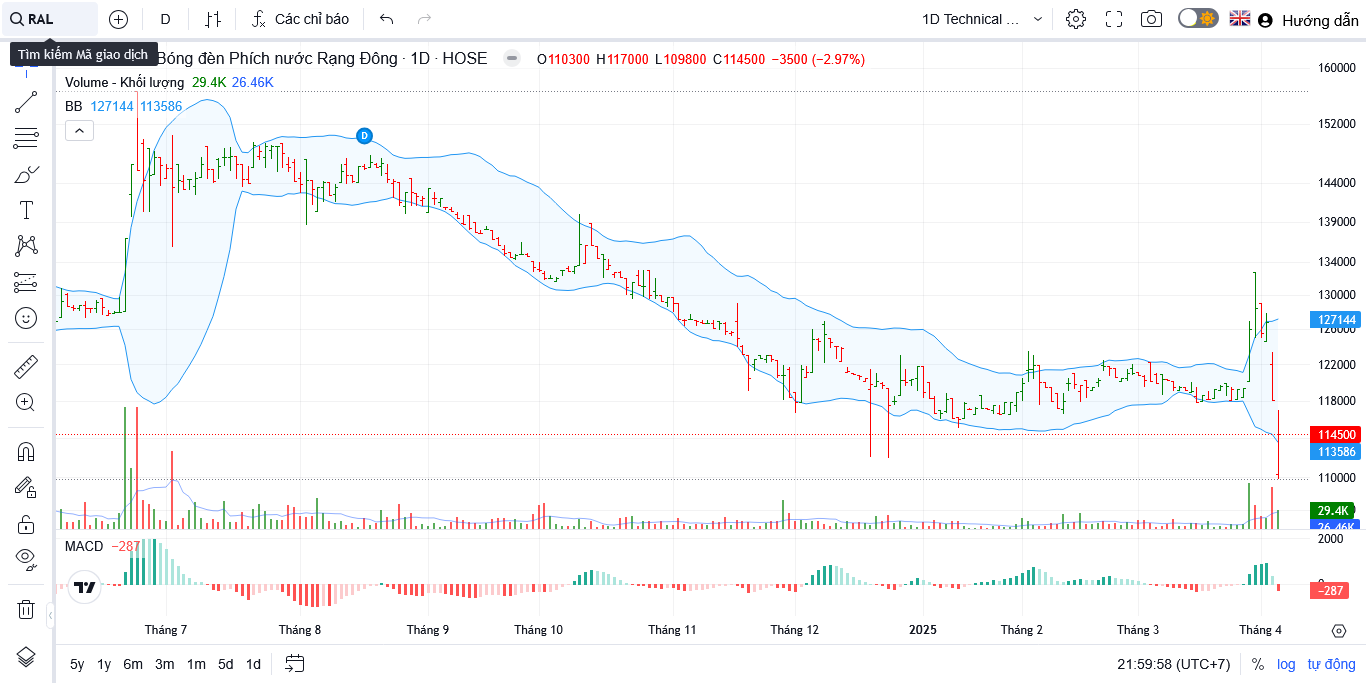 RAL D Các chỉ báo 1D Technical ... Hướng dẫn
Tìm kiếm Mã giao dịch
Bóng đèn Phích nước Rạng Đông · 1D · HOSE O110300 H117000 L109800 C114500 −3500 (−2.97%)
Volume - Khối lượng 29.4K 26.46K
BB 127144 113586
D
160000
152000
144000
139000
134000
130000
127144
126000
122000
118000
114500
113586
110000
29.4K
26.46K
MACD −287
2000
0
−287
Tháng 7 Tháng 8 Tháng 9 Tháng 10 Tháng 11 Tháng 12 2025 Tháng 2 Tháng 3 Tháng 4
5y 1y 6m 3m 1m 5d 1d 21:59:58 (UTC+7) % log tự động